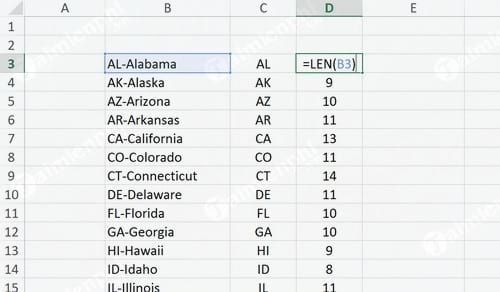 A B C D E
1
2
3 AL-Alabama AL =LEN(B3)
4 AK-Alaska AK 9
5 AZ-Arizona AZ 10
6 AR-Arkansas AR 11
7 CA-California CA 13
8 CO-Colorado CO 11
9 CT-Connecticut CT 14
10 DE-Delaware DE 11
11 FL-Florida FL 10
12 GA-Georgia GA 10
13 HI-Hawaii HI 9
14 ID-Idaho ID 8
15 IL-Illinois IL 11